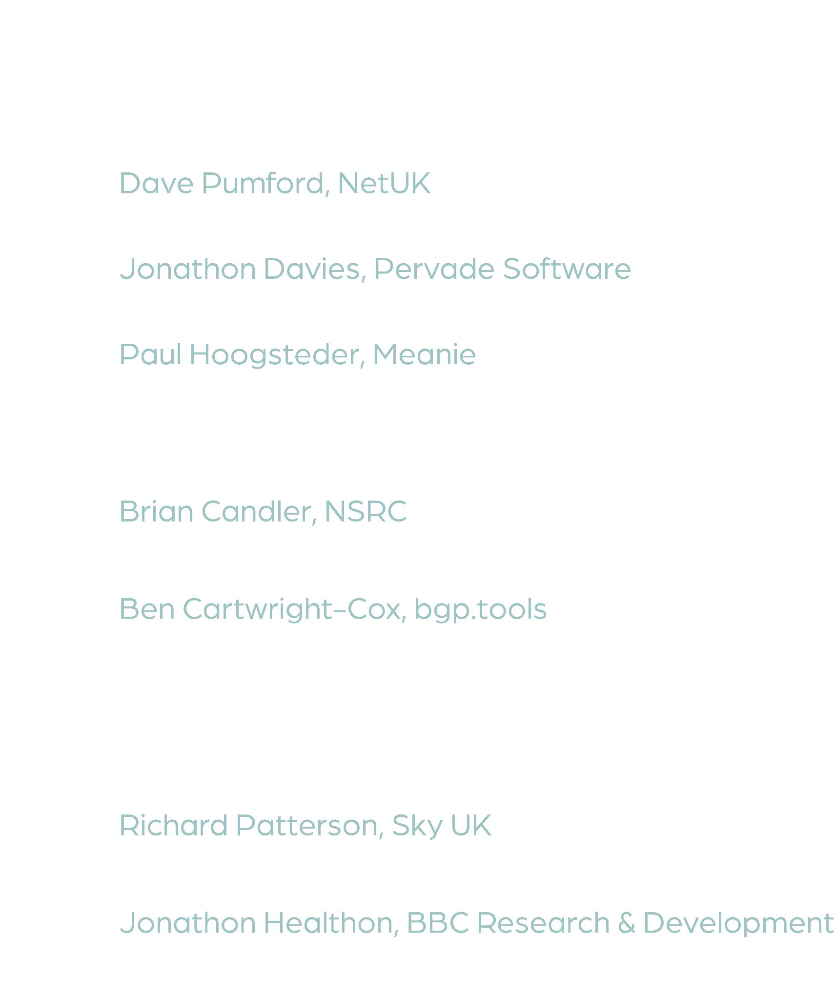 Dave Pumford, NetUK
Jonathon Davies, Pervade Software
Paul Hoogsteder, Meanie
Brian Candler, NSRC
Ben Cartwright-Cox, bgp.tools
Richard Patterson, Sky UK
Jonathon Healthon, BBC Research & Development